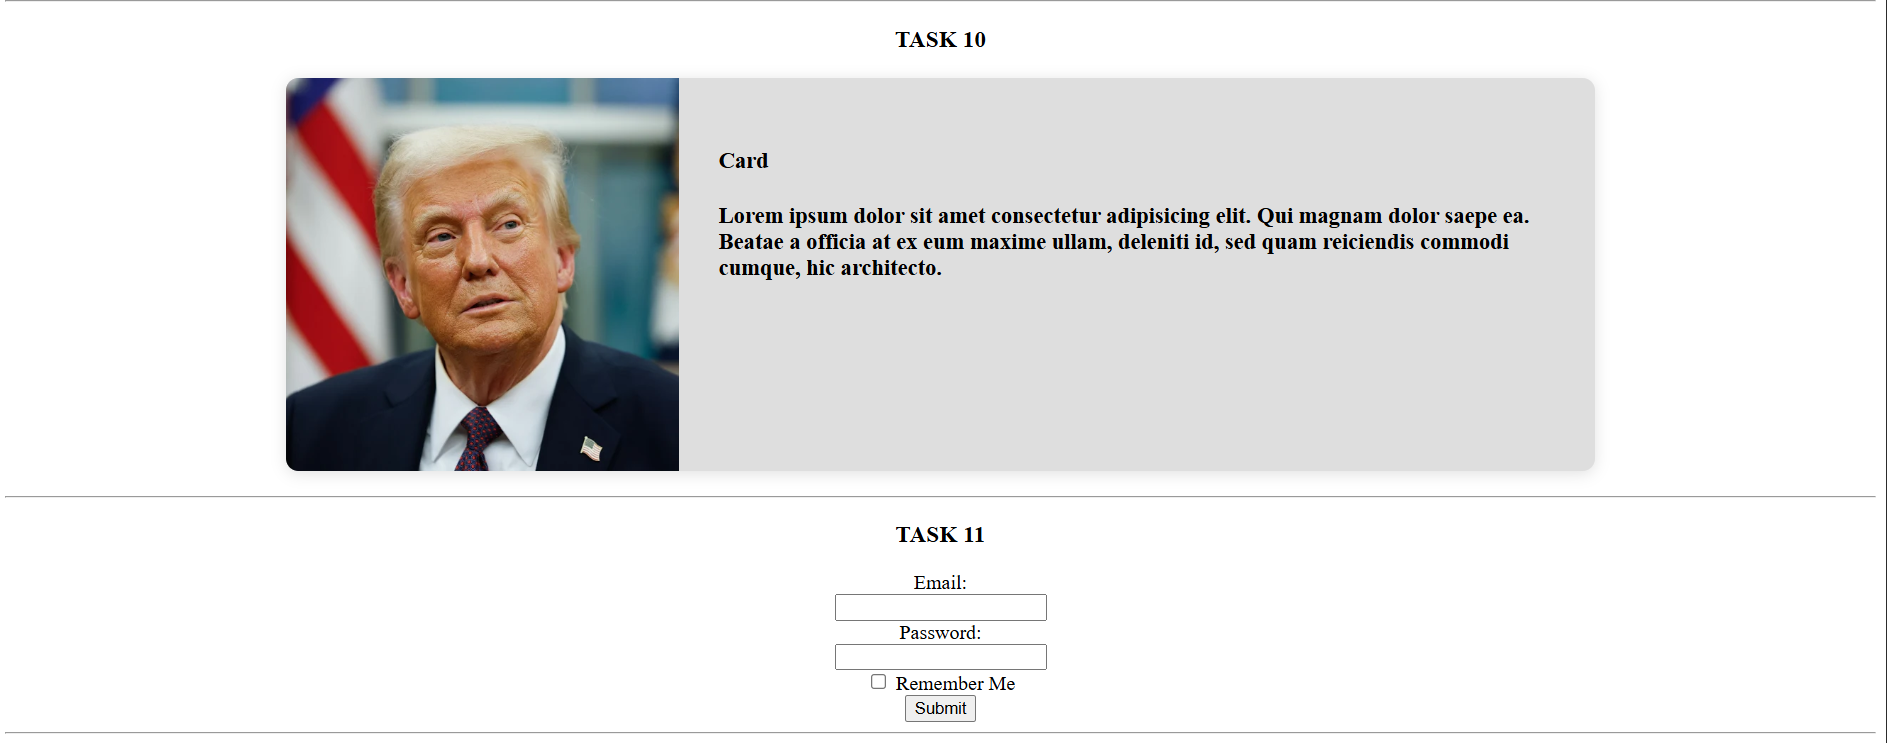 TASK 10
Card
Lorem ipsum dolor sit amet consectetur adipisicing elit. Qui magnam dolor saepe ea.
Beatae a officia at ex eum maxime ullam, deleniti id, sed quam reiciendis commodi
cumque, hic architecto.
TASK 11
Email:
Password:
Remember Me
Submit